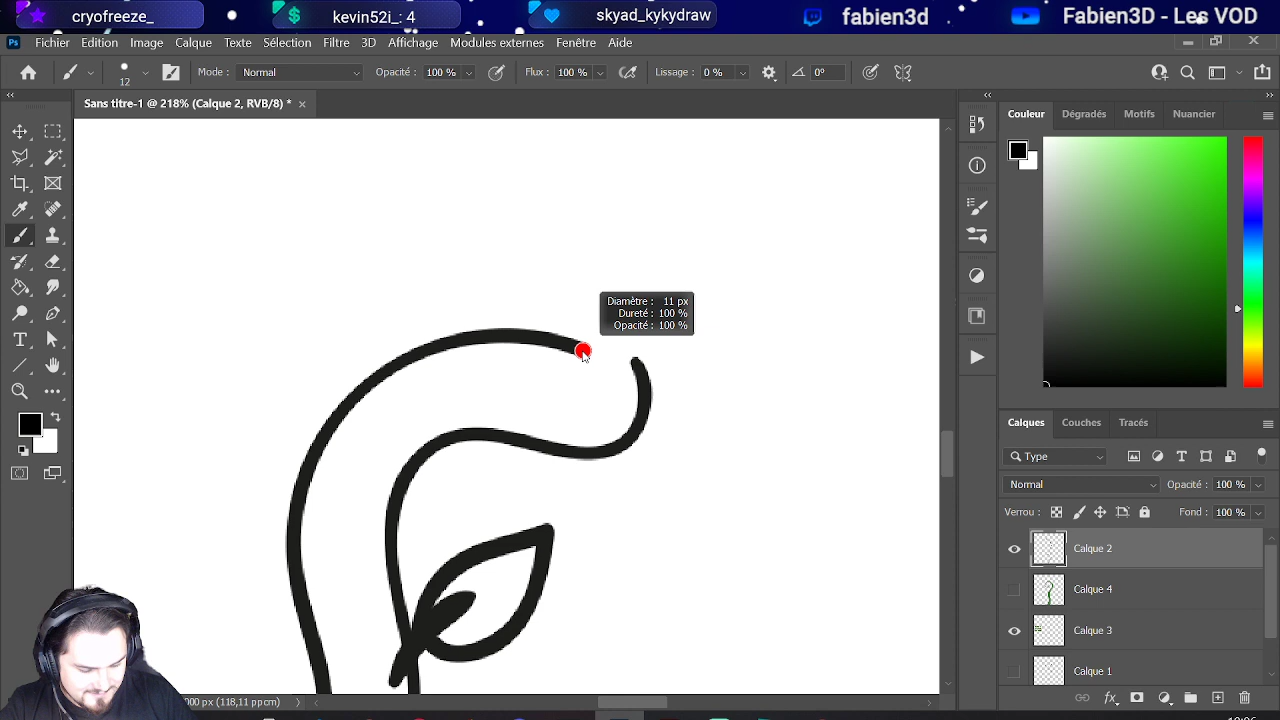 cryofreeze_
kevin52i_: 4
skyad_kykydraw
fabien3d
Fabien3D - Les VOD
Ps Fichier Edition Image Calque Texte Sélection Filtre 3D Affichage Modules externes Fenêtre Aide
12 Mode : Normal Opacité : 100 % Flux : 100 % Lissage : 0 % 0°
Sans titre-1 @ 218% (Calque 2, RVB/8) *
Couleur Dégradés Motifs Nuancier
Diamètre : 11 px
Dureté : 100 %
Opacité : 100 %
Calques Couches Tracés
Type
Normal Opacité : 100 %
Verrou : Fond : 100 %
Calque 2
Calque 4
Calque 3
Calque 1
000 px (118,11 ppcm)